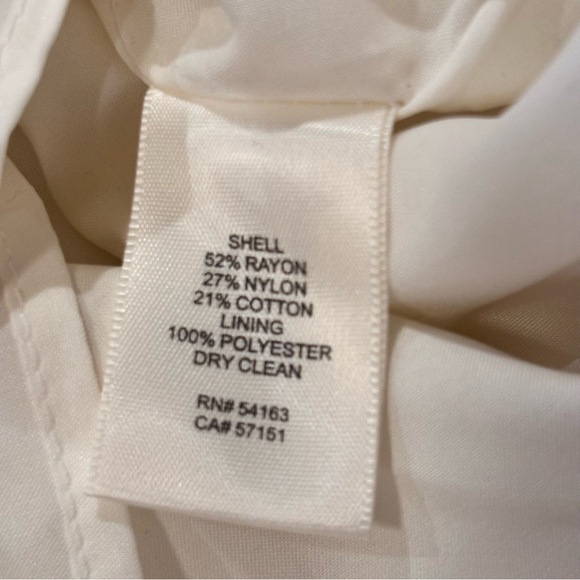 SHELL
52% RAYON
27% NYLON
21% COTTON
LINING
100% POLYESTER
DRY CLEAN
RN# 54163
CA# 57151